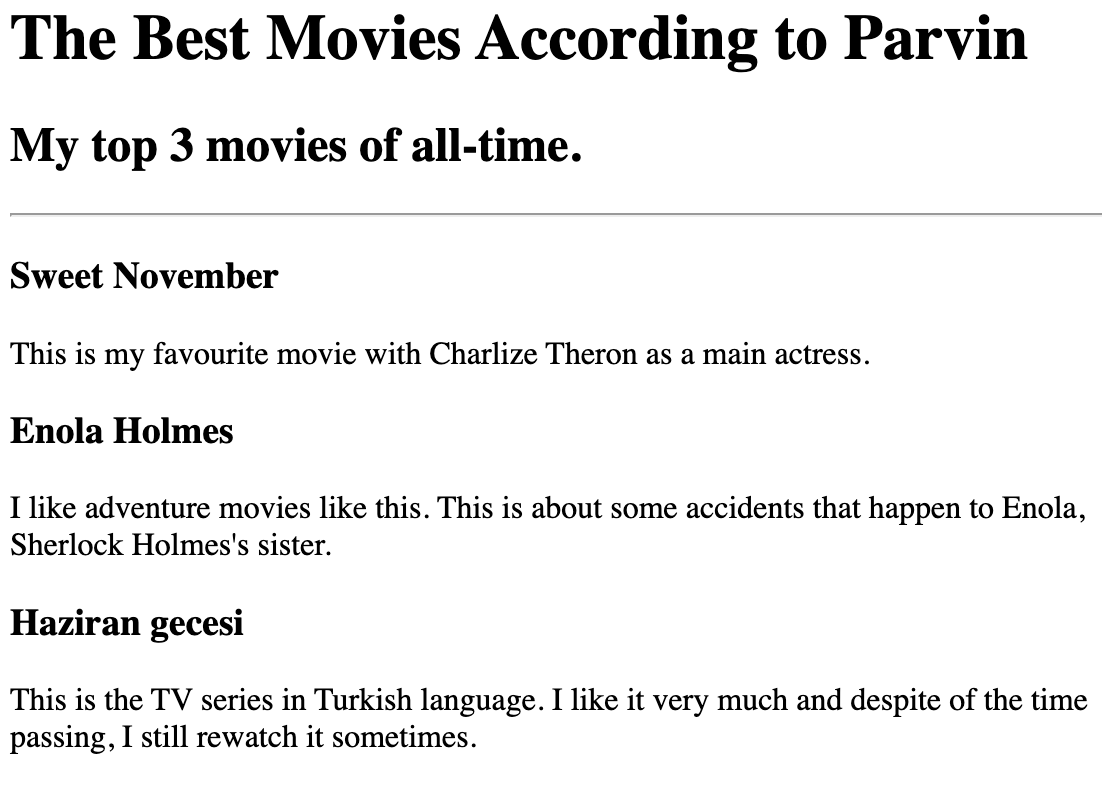 The Best Movies According to Parvin
My top 3 movies of all-time.
Sweet November
This is my favourite movie with Charlize Theron as a main actress.
Enola Holmes
I like adventure movies like this. This is about some accidents that happen to Enola,
Sherlock Holmes's sister.
Haziran gecesi
This is the TV series in Turkish language. I like it very much and despite of the time
passing, I still rewatch it sometimes.